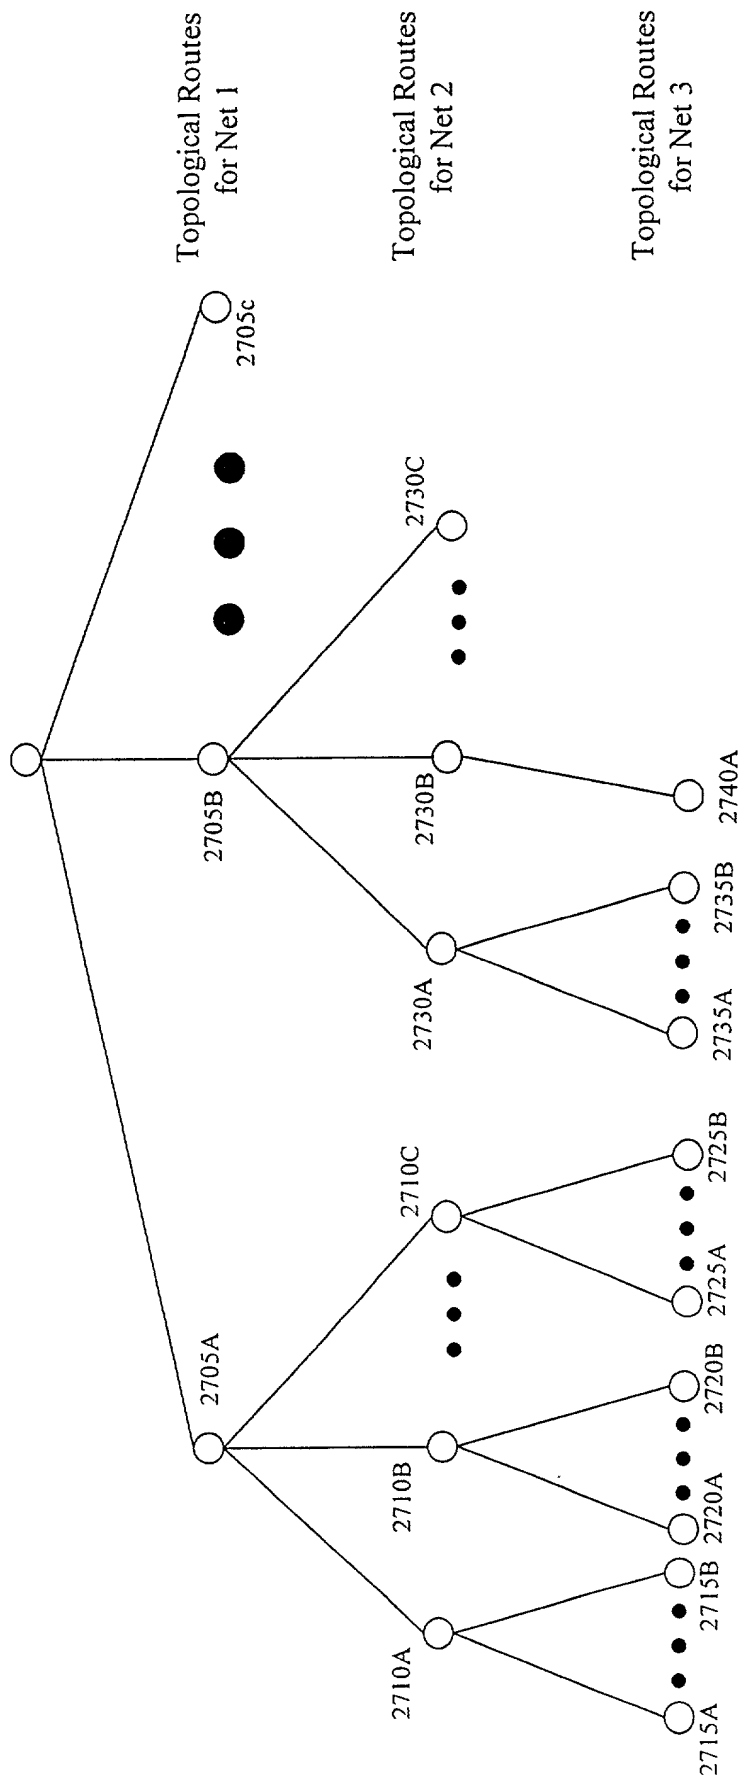 Topological Routes
for Net 1
2705A
2705B
2705c
Topological Routes
for Net 2
2710A
2710B
2710C
2730A
2730B
2730C
Topological Routes
for Net 3
2715A
2715B
2720A
2720B
2725A
2725B
2735A
2735B
2740A